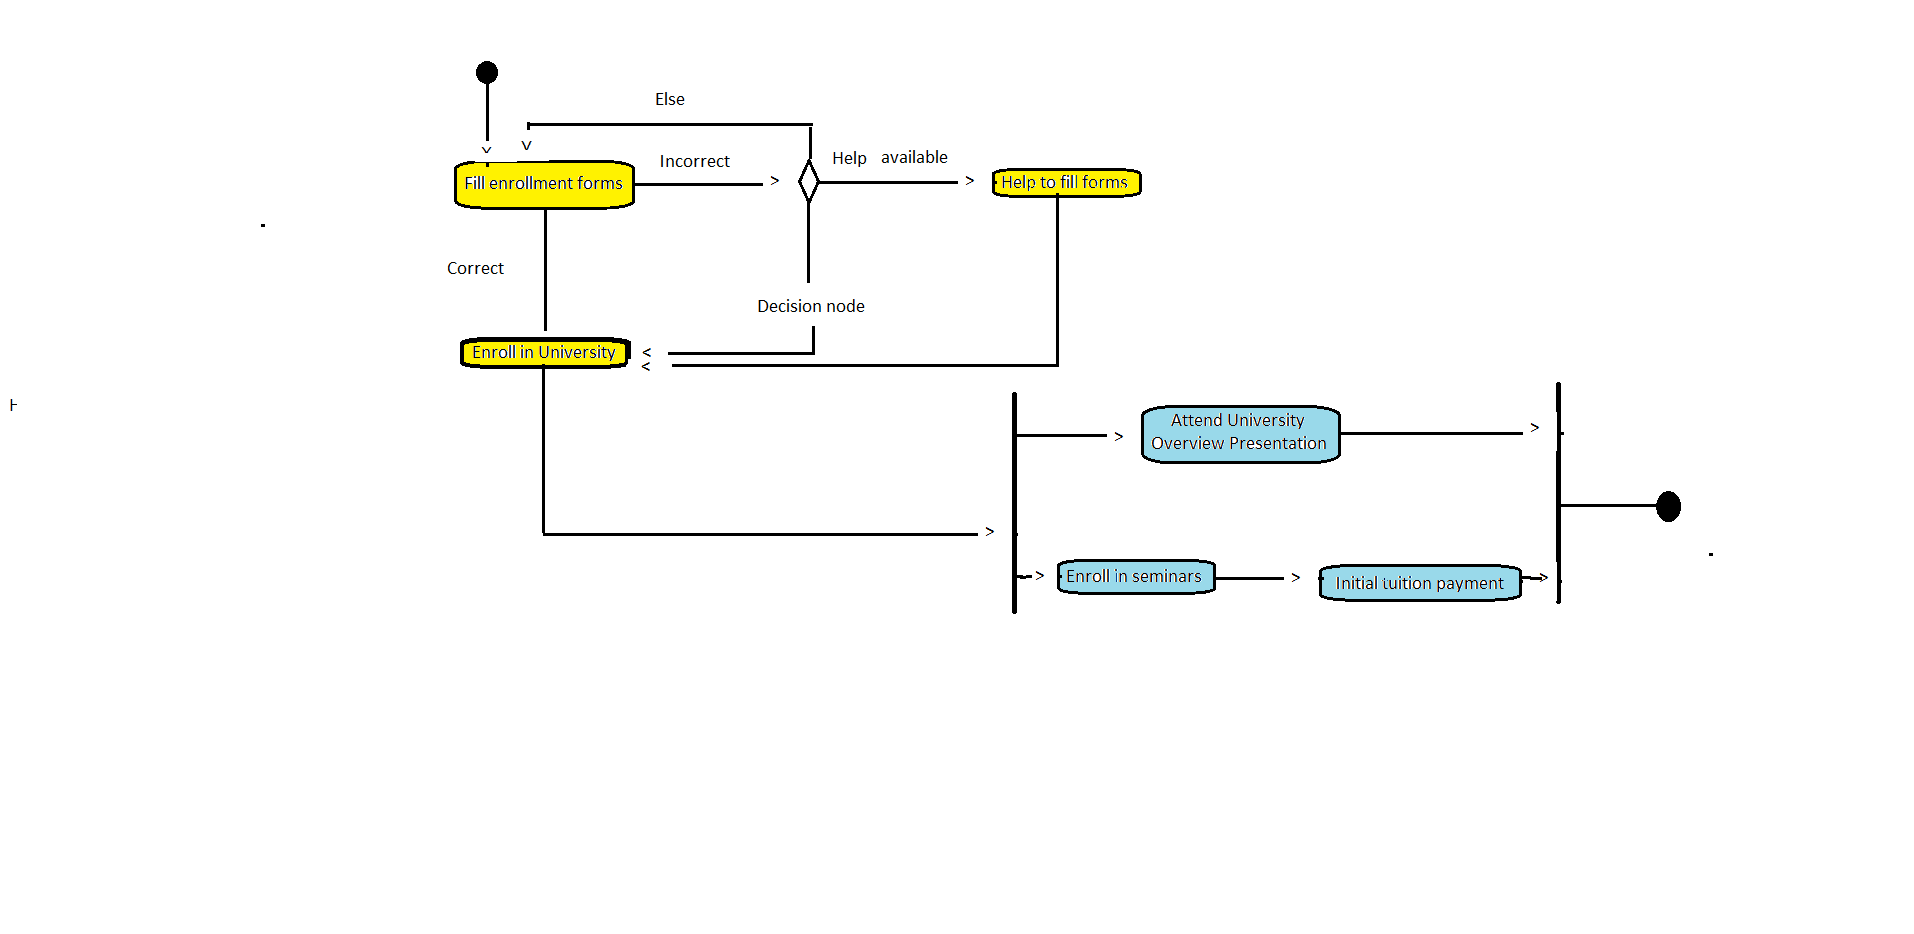 Else
Incorrect
Help available
Fill enrollment forms
Help to fill forms
Correct
Decision node
Enroll in University
Attend University
Overview Presentation
Enroll in seminars
Initial tuition payment